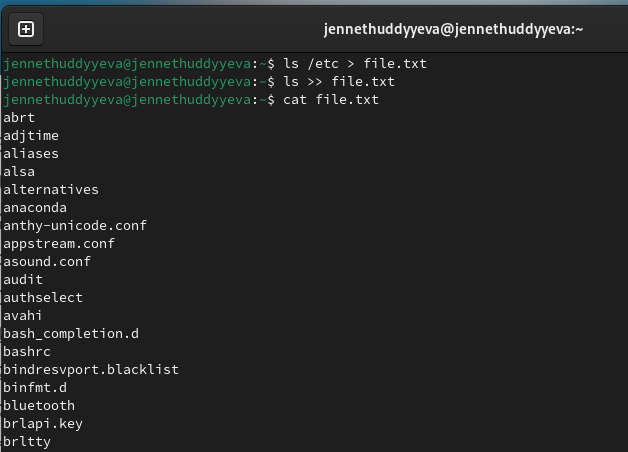 jennethuddyyeva@jennethuddyyeva:~
jennethuddyyeva@jennethuddyyeva:~$ ls /etc > file.txt
jennethuddyyeva@jennethuddyyeva:~$ ls >> file.txt
jennethuddyyeva@jennethuddyyeva:~$ cat file.txt
abrt
adjtime
aliases
alsa
alternatives
anaconda
anthy-unicode.conf
appstream.conf
asound.conf
audit
authselect
avahi
bash_completion.d
bashrc
bindresvport.blacklist
binfmt.d
bluetooth
brlapi.key
brltty